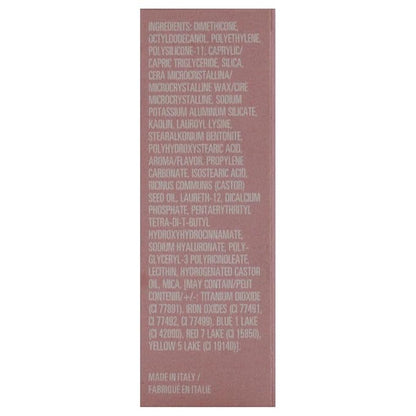 INGREDIENTS: DIMETHICONE,
OCTYLDODECANOL, POLYETHYLENE,
POLYSILICONE-11, CAPRYLIC/
CAPRIC TRIGLYCERIDE, SILICA,
CERA MICROCRISTALLINA/
MICROCRYSTALLINE WAX/CIRE
MICROCRYSTALLINE, SODIUM
POTASSIUM ALUMINUM SILICATE,
KAOLIN, LAUROYL LYSINE,
STEARALKONIUM BENTONITE,
POLYHYDROXYSTEARIC ACID,
AROMA/FLAVOR, PROPYLENE
CARBONATE, ISOSTEARIC ACID,
RICINUS COMMUNIS (CASTOR)
SEED OIL, LAURETH-12, DICALCIUM
PHOSPHATE, PENTAERYTHRITYL
TETRA-DI-T-BUTYL
HYDROXYHYDROCINNAMATE,
SODIUM HYALURONATE, POLY-
GLYCERYL-3 POLYRICINOLEATE,
LECITHIN, HYDROGENATED CASTOR
OIL, MICA, [MAY CONTAIN/PEUT
CONTENIR/+/-: TITANIUM DIOXIDE
(CI 77891), IRON OXIDES (CI 77491,
CI 77492, CI 77499), BLUE 1 LAKE
(CI 42090), RED 7 LAKE (CI 15850),
YELLOW 5 LAKE (CI 19140)].
MADE IN ITALY /
FABRIQUÉ EN ITALIE